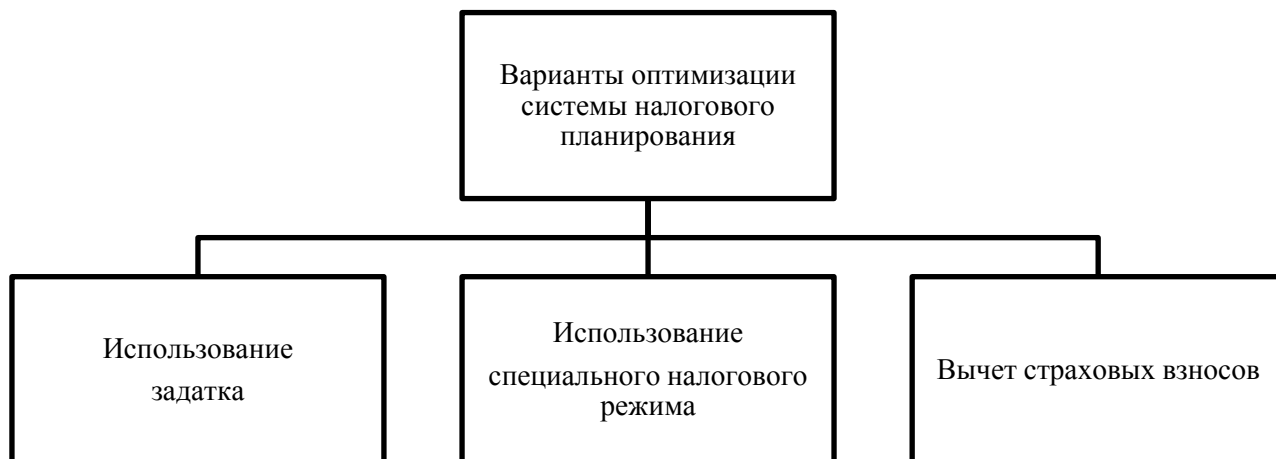 Варианты оптимизации
системы налогового
планирования
Использование
задатка
Использование
специального налогового
режима
Вычет страховых взносов